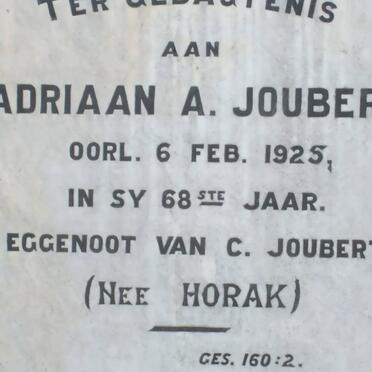 TER GEDAGTENIS
AAN
ADRIAAN A. JOUBER
OORL. 6 FEB. 1925,
IN SY 68STE JAAR.
EGGENOOT VAN C. JOUBERT
(NEE HORAK)
GES. 160:2.